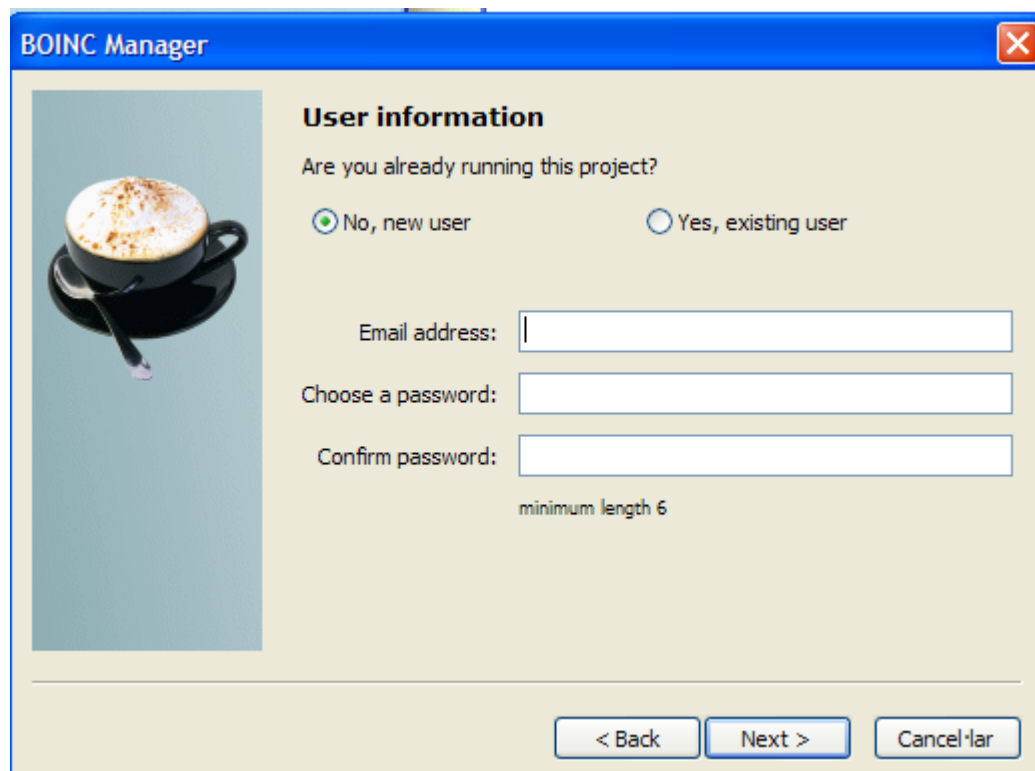 BOINC Manager
User information
Are you already running this project?
No, new user Yes, existing user
Email address:
Choose a password:
Confirm password:
minimum length 6
< Back Next > Cancel·lar